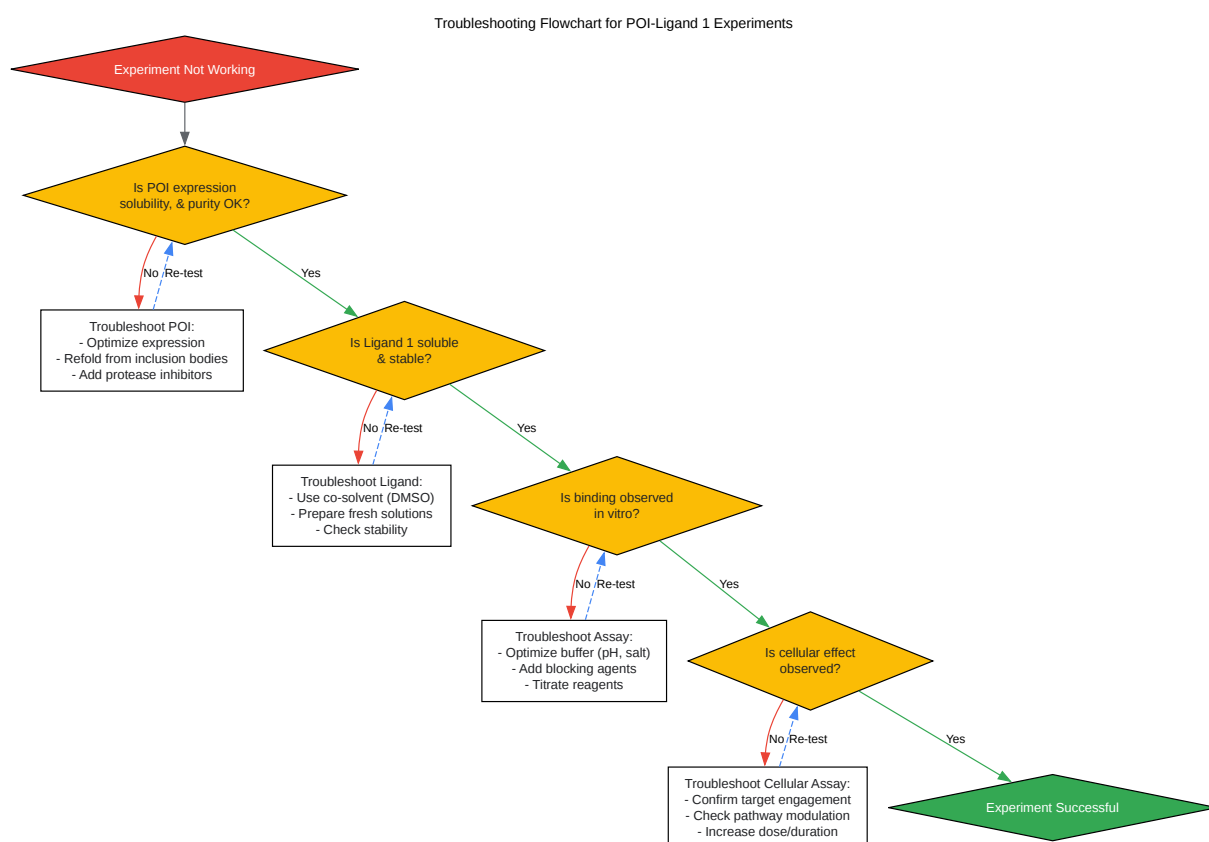 Troubleshooting Flowchart for POI-Ligand 1 Experiments
Experiment Not Working
Is POI expression
solubility, & purity OK?
No
Re-test
Yes
Troubleshoot POI:
- Optimize expression
- Refold from inclusion bodies
- Add protease inhibitors
Is Ligand 1 soluble
& stable?
No
Re-test
Yes
Troubleshoot Ligand:
- Use co-solvent (DMSO)
- Prepare fresh solutions
- Check stability
Is binding observed
in vitro?
No
Re-test
Yes
Troubleshoot Assay:
- Optimize buffer (pH, salt)
- Add blocking agents
- Titrate reagents
Is cellular effect
observed?
No
Re-test
Yes
Troubleshoot Cellular Assay:
- Confirm target engagement
- Check pathway modulation
- Increase dose/duration
Experiment Successful